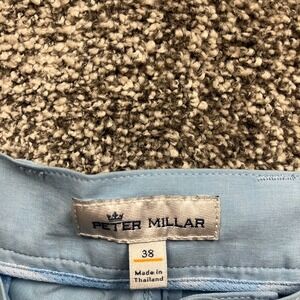 PETER MILLAR
38
Made in
Thailand